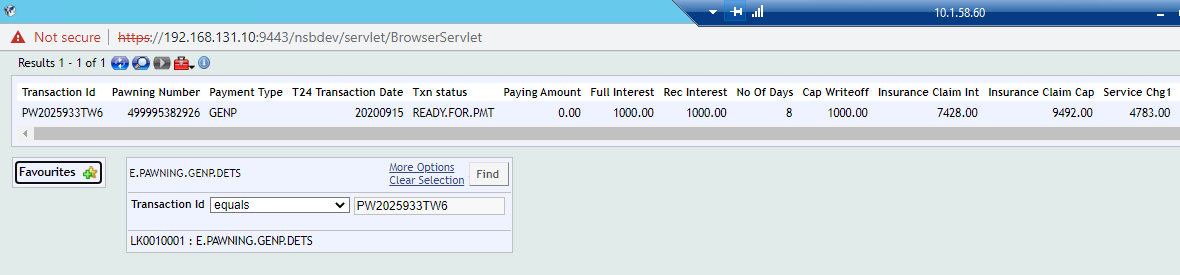 10.1.58.60
Not secure | https://192.168.131.10:9443/nsbdev/servlet/BrowserServlet
Results 1 - 1 of 1
Transaction Id Pawning Number Payment Type T24 Transaction Date Txn status Paying Amount Full Interest Rec Interest No Of Days Cap Writeoff Insurance Claim Int Insurance Claim Cap Service Chg1
PW2025933TW6 499995382926 GENP 20200915 READY.FOR.PMT 0.00 1000.00 1000.00 8 1000.00 7428.00 9492.00 4783.00
Favourites
E.PAWNING.GENP.DETS
More Options
Clear Selection
Find
Transaction Id equals PW2025933TW6
LK0010001 : E.PAWNING.GENP.DETS